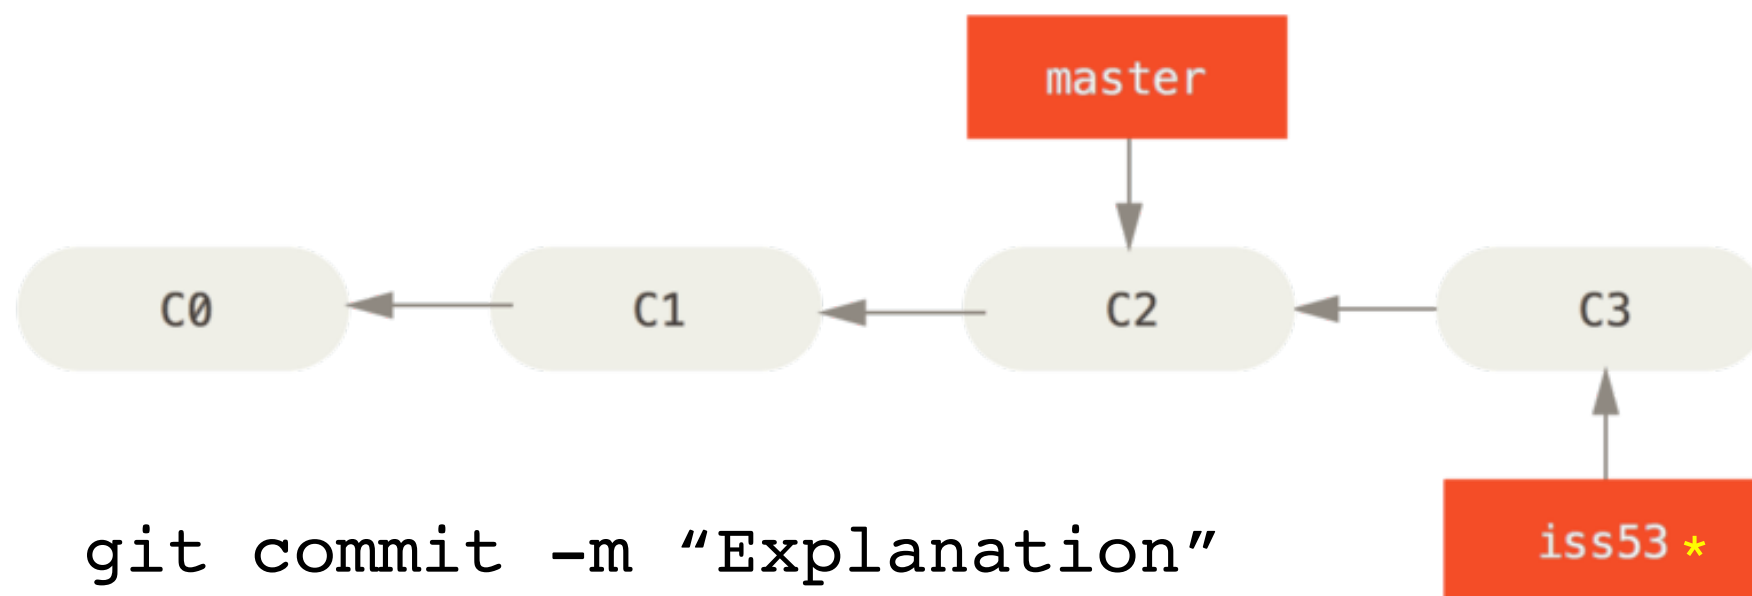 master
C0 C1 C2 C3
git commit -m “Explanation”
iss53 *